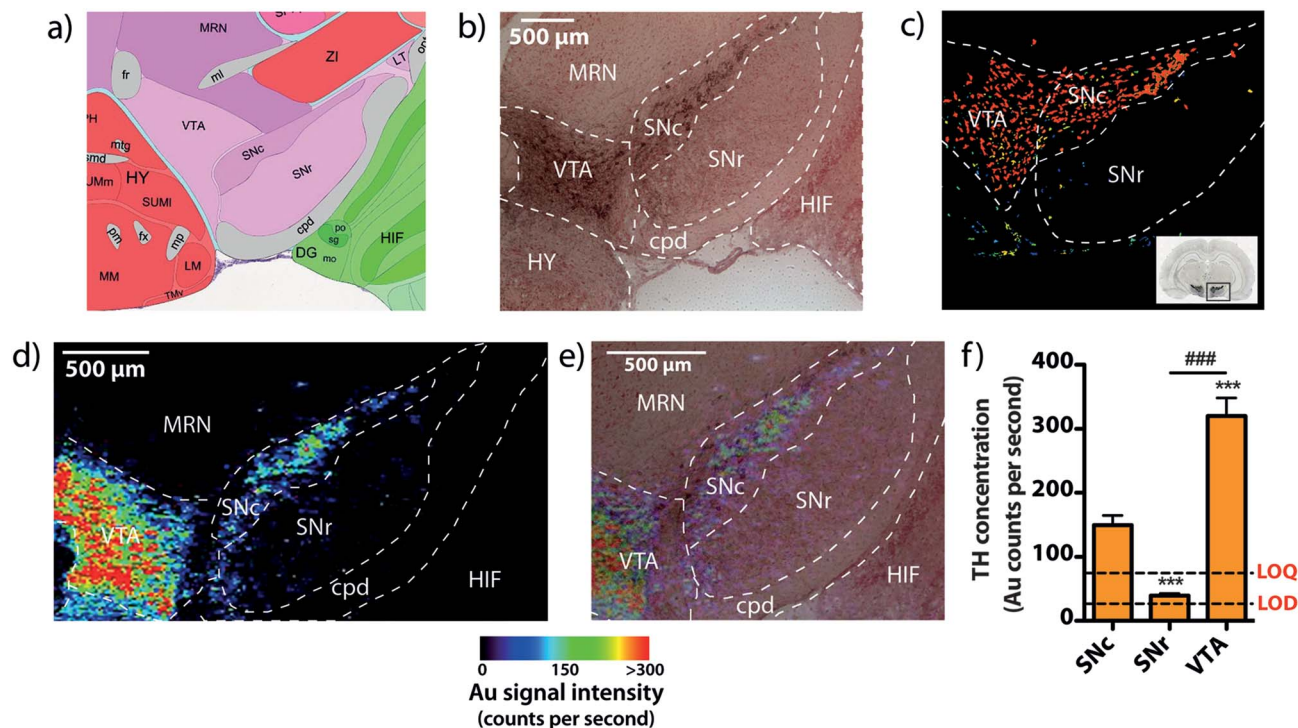 a)
MRN
ZI
ml
LT
fr
VTA
SNc
SNr
PH
mtg
smd
HY
UMm
SUMl
pm
fx
mp
MM
LM
TMv
cpd
po
sg
DG
mo
HIF
b)
500 µm
MRN
SNc
VTA
SNr
HIF
cpd
HY
c)
SNc
VTA
SNr
d)
500 µm
MRN
SNc
VTA
SNr
cpd
HIF
e)
500 µm
MRN
SNc
SNr
VTA
HIF
cpd
0 150 >300
Au signal intensity
(counts per second)
f)
TH concentration
(Au counts per second)
400
300
200
100
0
###
***
***
LOQ
LOD
SNc
SNr
VTA